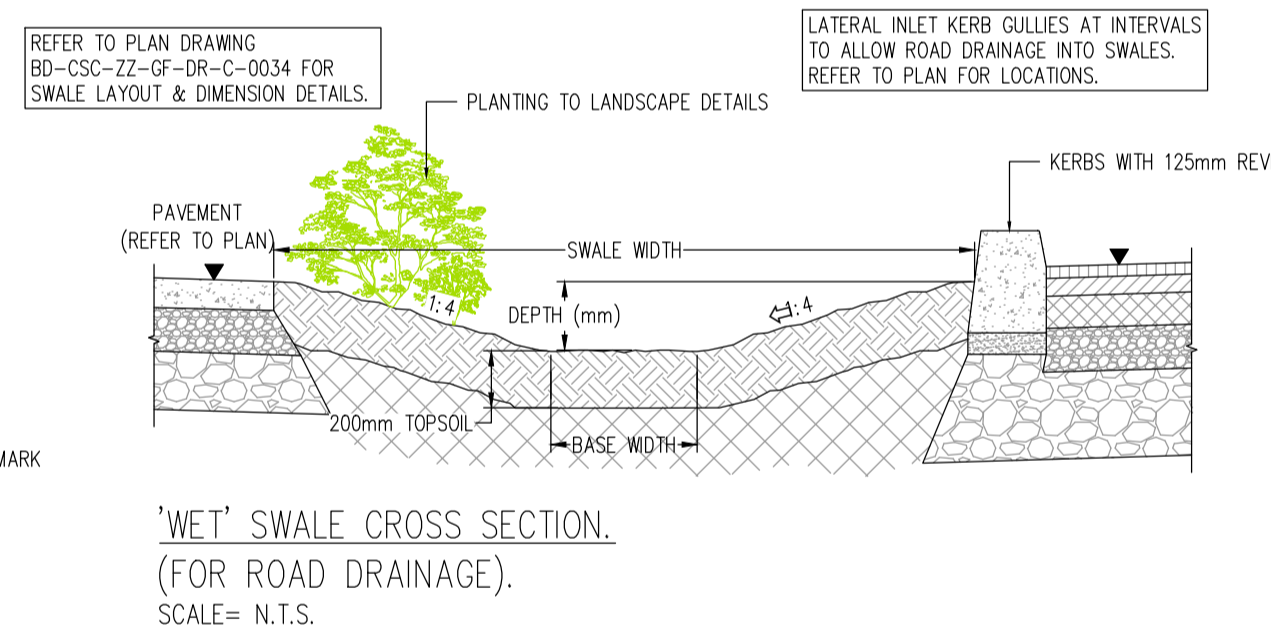 REFER TO PLAN DRAWING
BD-CSC-ZZ-GF-DR-C-0034 FOR
SWALE LAYOUT & DIMENSION DETAILS.
LATERAL INLET KERB GULLIES AT INTERVALS
TO ALLOW ROAD DRAINAGE INTO SWALES.
REFER TO PLAN FOR LOCATIONS.
PLANTING TO LANDSCAPE DETAILS
KERBS WITH 125mm REV
PAVEMENT
(REFER TO PLAN)
SWALE WIDTH
1:4
DEPTH (mm)
1:4
200mm TOPSOIL
BASE WIDTH
MARK
'WET' SWALE CROSS SECTION.
(FOR ROAD DRAINAGE).
SCALE= N.T.S.